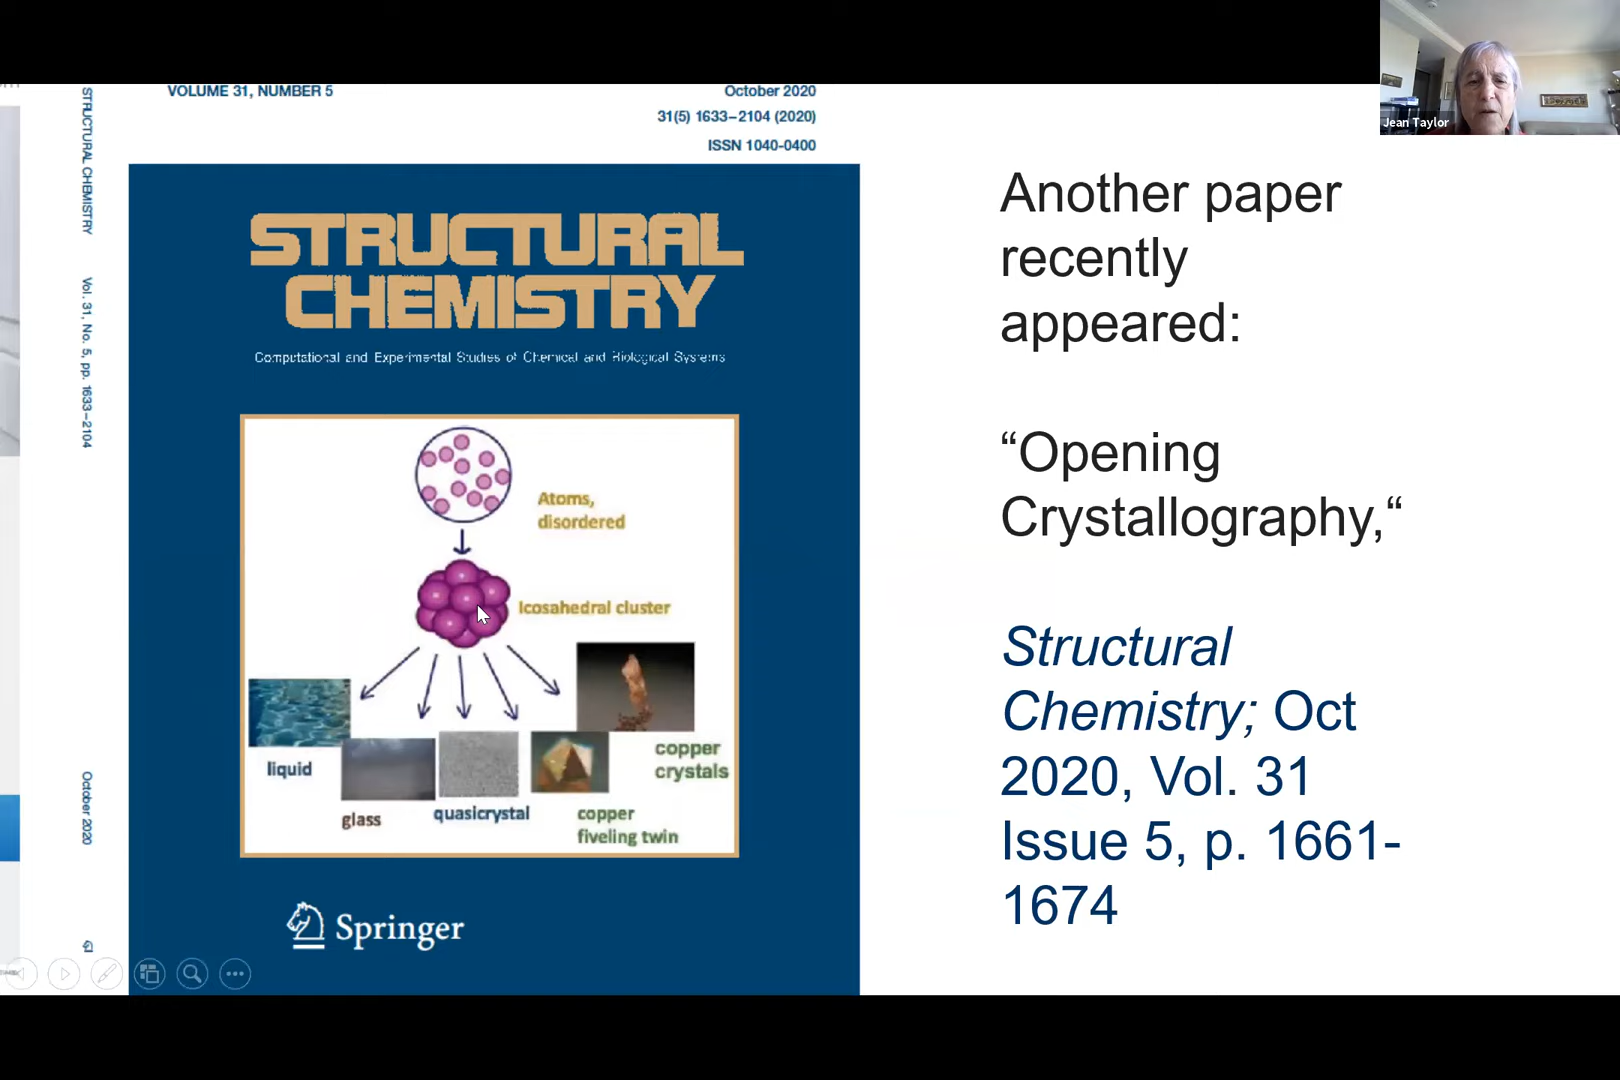 VOLUME 31, NUMBER 5
October 2020
31(5) 1633–2104 (2020)
ISSN 1040-0400
STRUCTURAL CHEMISTRY
Vol. 31, No. 5, pp. 1633–2104
October 2020
STRUCTURAL
CHEMISTRY
Computational and Experimental Studies of Chemical and Biological Systems
Atoms,
disordered
Icosahedral cluster
liquid
glass
quasicrystal
copper
fiveling twin
copper
crystals
Springer
Jean Taylor
Another paper
recently
appeared:
“Opening
Crystallography,“
Structural
Chemistry; Oct
2020, Vol. 31
Issue 5, p. 1661-
1674